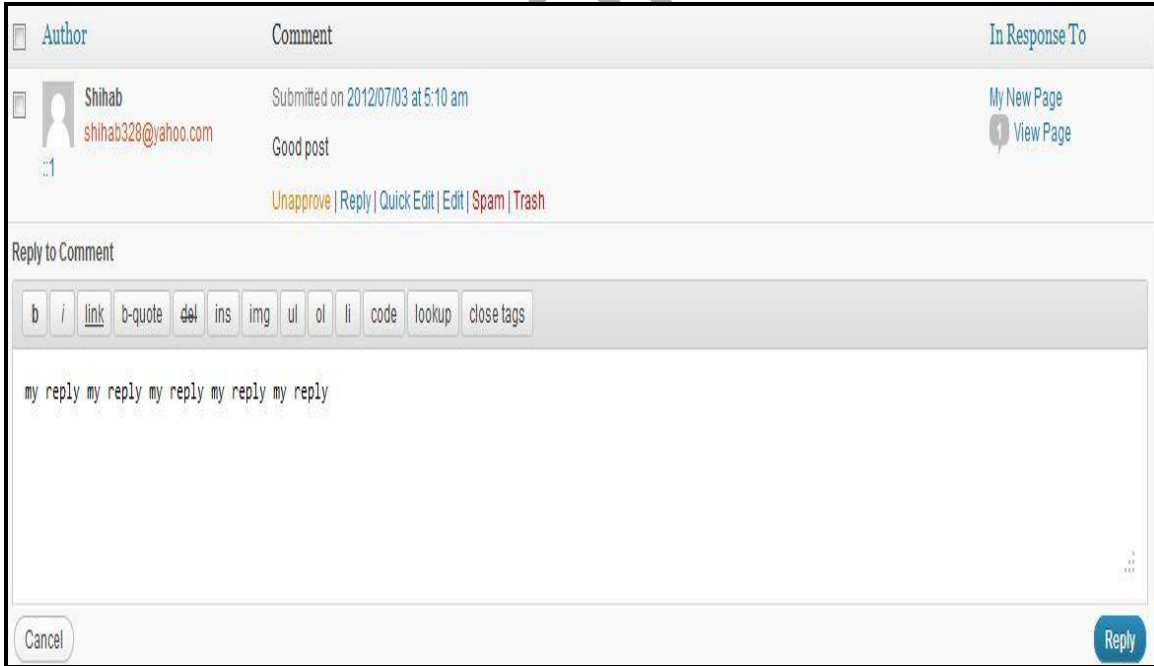 Author Comment In Response To
Shihab
shihab328@yahoo.com
::1
Submitted on 2012/07/03 at 5:10 am
Good post
Unapprove | Reply | Quick Edit | Edit | Spam | Trash
My New Page
1 View Page
Reply to Comment
b i link b-quote del ins img ul ol li code lookup close tags
my reply my reply my reply my reply my reply
Cancel Reply